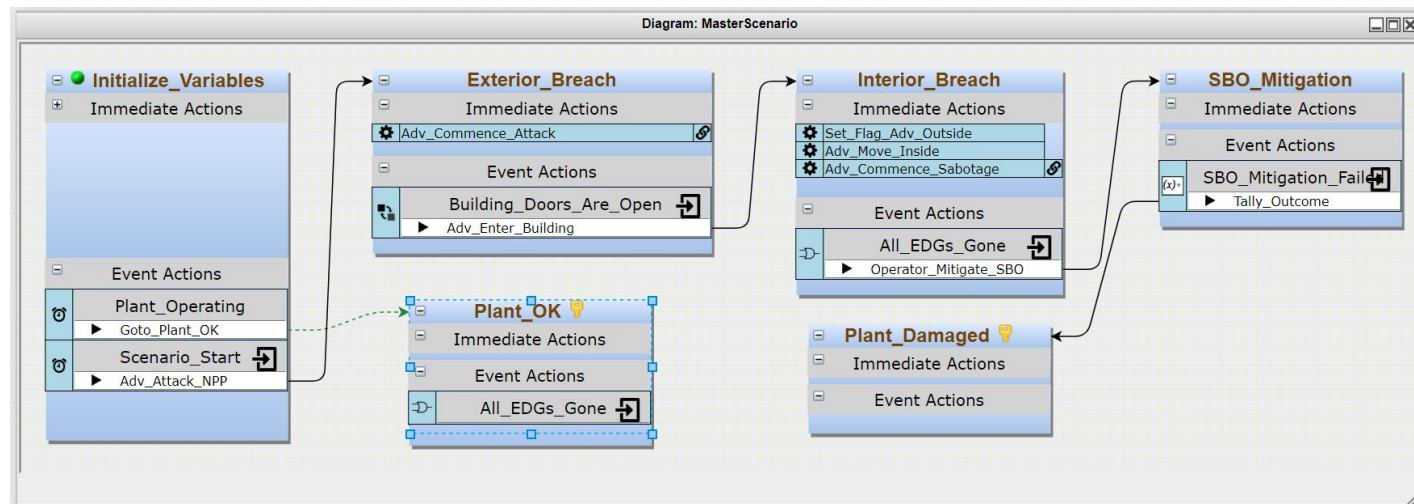 Diagram: MasterScenario
Initialize_Variables
Immediate Actions
Event Actions
Plant_Operating
Goto_Plant_OK
Scenario_Start
Adv_Attack_NPP
Exterior_Breach
Immediate Actions
Adv_Commence_Attack
Event Actions
Building_Doors_Are_Open
Adv_Enter_Building
Plant_OK
Immediate Actions
Event Actions
All_EDGs_Gone
Interior_Breach
Immediate Actions
Set_Flag_Adv_Outside
Adv_Move_Inside
Adv_Commence_Sabotage
Event Actions
All_EDGs_Gone
Operator_Mitigate_SBO
Plant_Damaged
Immediate Actions
Event Actions
SBO_Mitigation
Immediate Actions
Event Actions
(x)=
SBO_Mitigation_Failed
Tally_Outcome